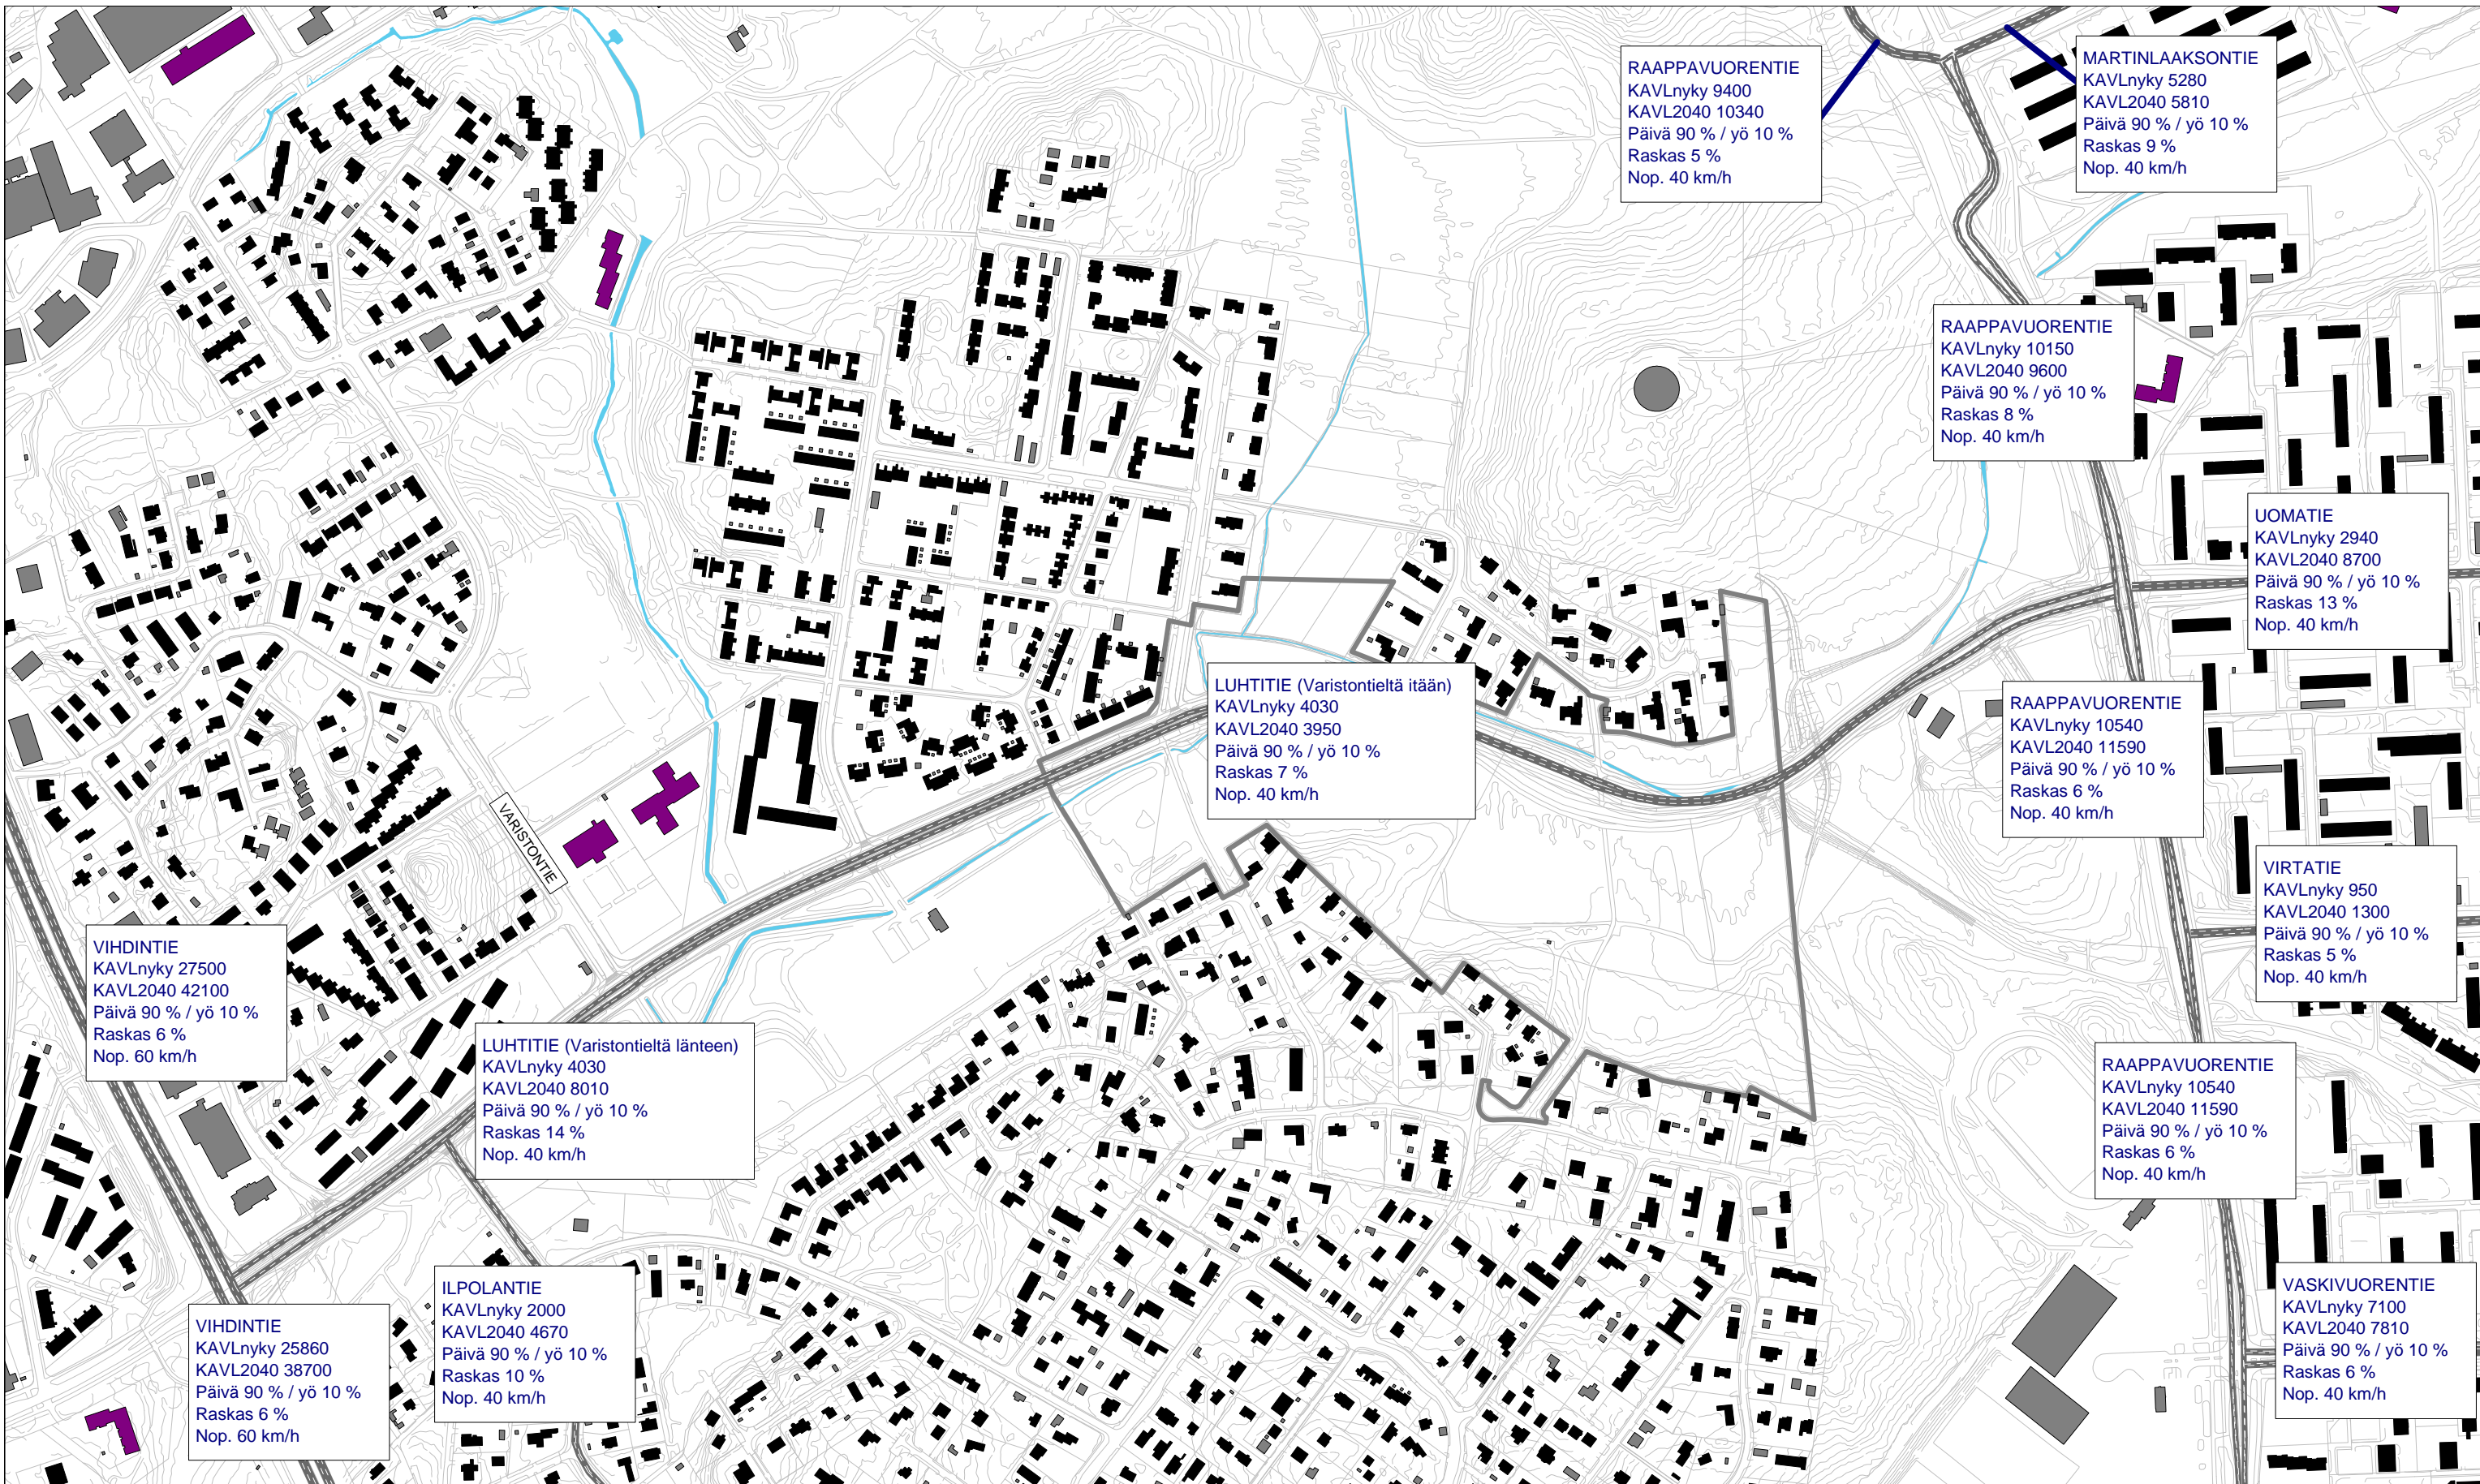 RAAPPAVUORENTIE
KAVLnyky 9400
KAVL2040 10340
Päivä 90 % / yö 10 %
Raskas 5 %
Nop. 40 km/h
MARTINLAAKSONTIE
KAVLnyky 5280
KAVL2040 5810
Päivä 90 % / yö 10 %
Raskas 9 %
Nop. 40 km/h
RAAPPAVUORENTIE
KAVLnyky 10150
KAVL2040 9600
Päivä 90 % / yö 10 %
Raskas 8 %
Nop. 40 km/h
UOMATIE
KAVLnyky 2940
KAVL2040 8700
Päivä 90 % / yö 10 %
Raskas 13 %
Nop. 40 km/h
LUHTITIE (Varistontieltä itään)
KAVLnyky 4030
KAVL2040 3950
Päivä 90 % / yö 10 %
Raskas 7 %
Nop. 40 km/h
RAAPPAVUORENTIE
KAVLnyky 10540
KAVL2040 11590
Päivä 90 % / yö 10 %
Raskas 6 %
Nop. 40 km/h
VARISTONTIE
VIRTATIE
KAVLnyky 950
KAVL2040 1300
Päivä 90 % / yö 10 %
Raskas 5 %
Nop. 40 km/h
VIHDINTIE
KAVLnyky 27500
KAVL2040 42100
Päivä 90 % / yö 10 %
Raskas 6 %
Nop. 60 km/h
LUHTITIE (Varistontieltä länteen)
KAVLnyky 4030
KAVL2040 8010
Päivä 90 % / yö 10 %
Raskas 14 %
Nop. 40 km/h
RAAPPAVUORENTIE
KAVLnyky 10540
KAVL2040 11590
Päivä 90 % / yö 10 %
Raskas 6 %
Nop. 40 km/h
ILPOLANTIE
KAVLnyky 2000
KAVL2040 4670
Päivä 90 % / yö 10 %
Raskas 10 %
Nop. 40 km/h
VASKIVUORENTIE
KAVLnyky 7100
KAVL2040 7810
Päivä 90 % / yö 10 %
Raskas 6 %
Nop. 40 km/h
VIHDINTIE
KAVLnyky 25860
KAVL2040 38700
Päivä 90 % / yö 10 %
Raskas 6 %
Nop. 60 km/h